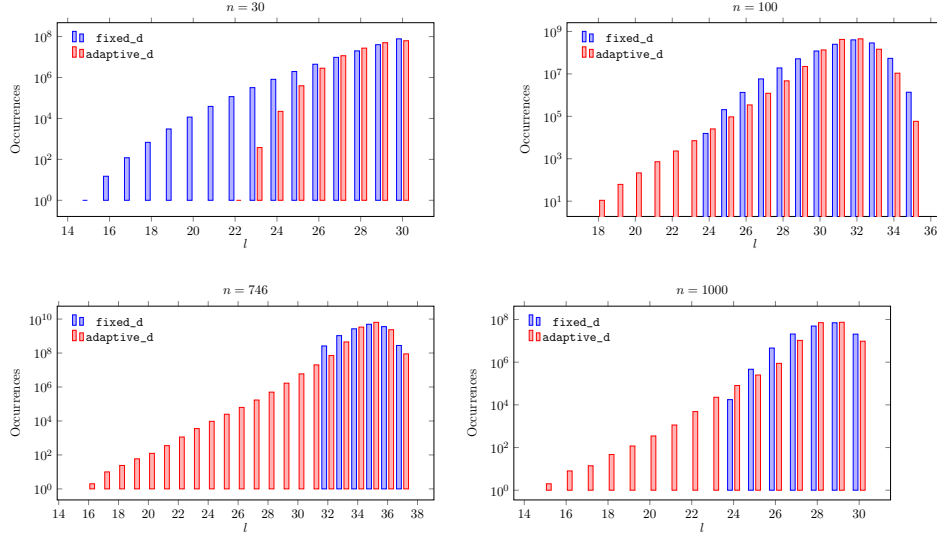 n = 30
10^8
10^6
10^4
10^2
10^0
Occurrences
fixed_d
adaptive_d
14 16 18 20 22 24 26 28 30
l
n = 100
10^9
10^7
10^5
10^3
10^1
Occurrences
fixed_d
adaptive_d
18 20 22 24 26 28 30 32 34 36
l
n = 746
10^10
10^8
10^6
10^4
10^2
10^0
Occurrences
fixed_d
adaptive_d
14 16 18 20 22 24 26 28 30 32 34 36 38
l
n = 1000
10^8
10^6
10^4
10^2
10^0
Occurrences
fixed_d
adaptive_d
14 16 18 20 22 24 26 28 30
l